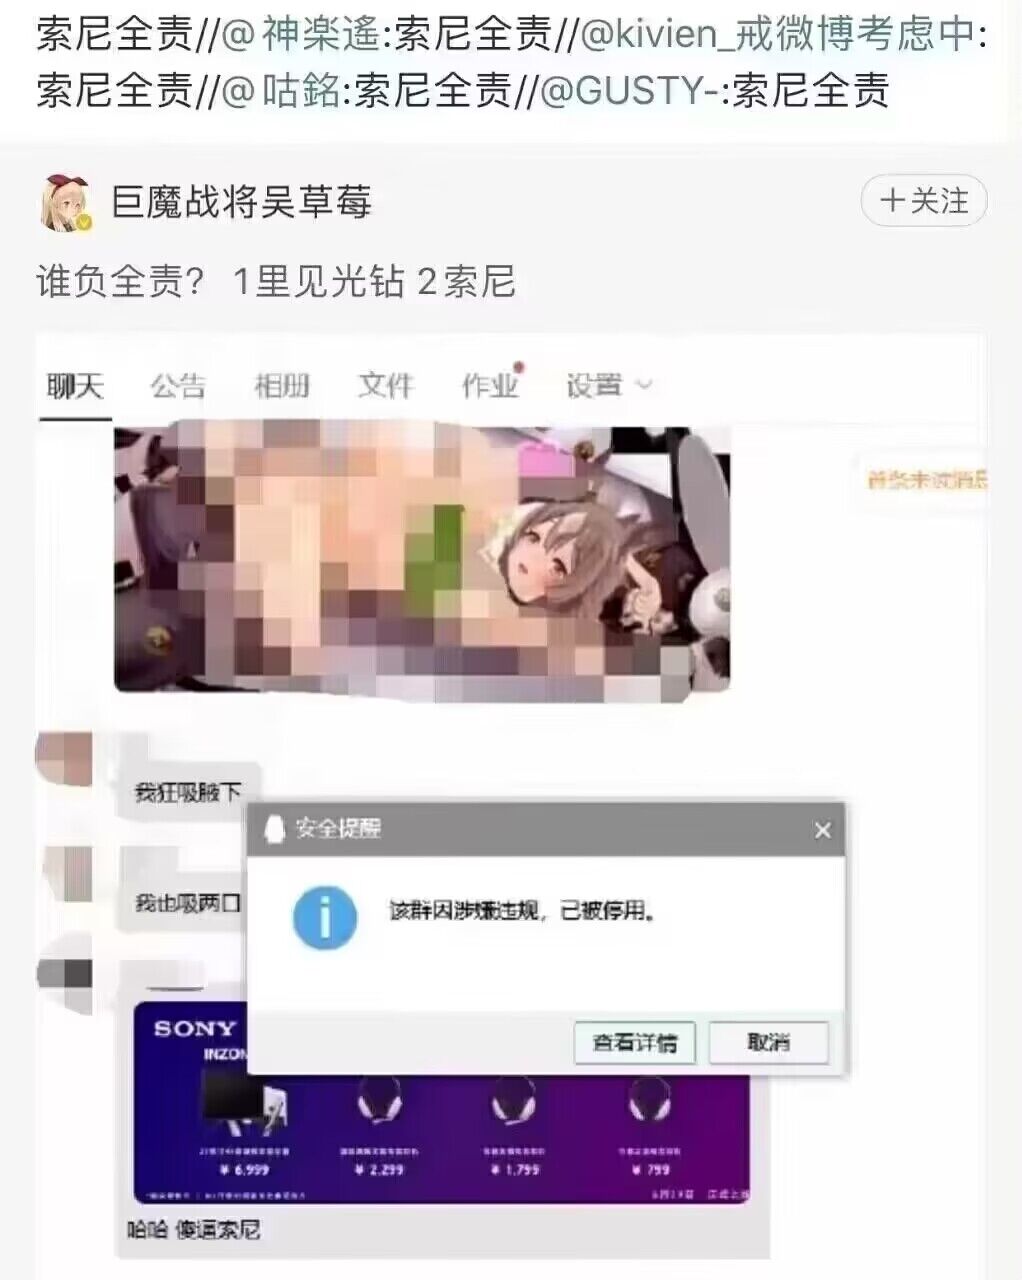 索尼全责//@神楽遙:索尼全责//@kivien_戒微博考虑中:
索尼全责//@咕銘:索尼全责//@GUSTY-:索尼全责
巨魔战将吴草莓
＋关注
谁负全责？ 1里见光钻 2索尼
聊天 公告 相册 文件 作业 设置
首条未读消息
我狂吸腋下
安全提醒
我也吸两口
该群因涉嫌违规，已被停用。
查看详情 取消
SONY
INZON
¥ 6,999 ¥ 2,299 ¥ 1,799 ¥ 799
哈哈 傻逼索尼